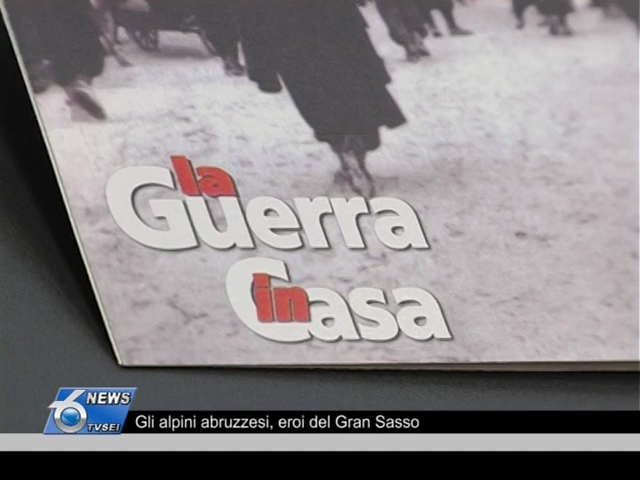 la
Guerra
in
Casa
6 NEWS
TVSEI
Gli alpini abruzzesi, eroi del Gran Sasso